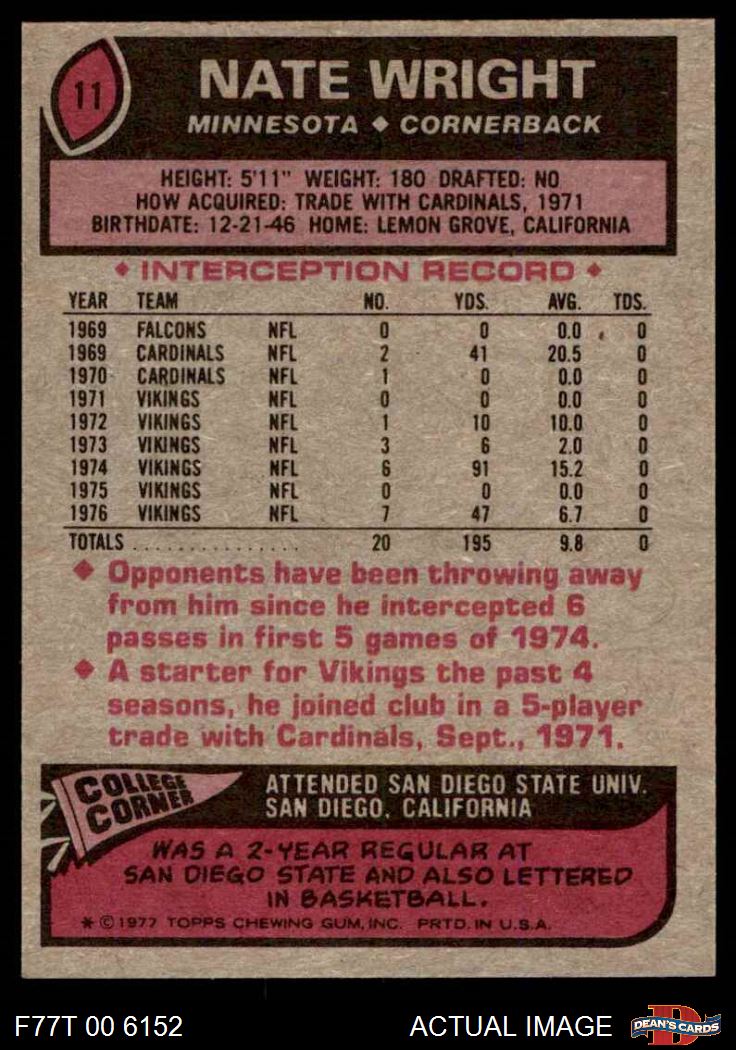 11
NATE WRIGHT
MINNESOTA ◆ CORNERBACK
HEIGHT: 5'11" WEIGHT: 180 DRAFTED: NO
HOW ACQUIRED: TRADE WITH CARDINALS, 1971
BIRTHDATE: 12-21-46 HOME: LEMON GROVE, CALIFORNIA
◆ INTERCEPTION RECORD ◆
YEAR TEAM NO. YDS. AVG. TDS.
1969 FALCONS NFL 0 0 0.0 0
1969 CARDINALS NFL 2 41 20.5 0
1970 CARDINALS NFL 1 0 0.0 0
1971 VIKINGS NFL 0 0 0.0 0
1972 VIKINGS NFL 1 10 10.0 0
1973 VIKINGS NFL 3 6 2.0 0
1974 VIKINGS NFL 6 91 15.2 0
1975 VIKINGS NFL 0 0 0.0 0
1976 VIKINGS NFL 7 47 6.7 0
TOTALS ................ 20 195 9.8 0
◆ Opponents have been throwing away
from him since he intercepted 6
passes in first 5 games of 1974.
◆ A starter for Vikings the past 4
seasons, he joined club in a 5-player
trade with Cardinals, Sept., 1971.
COLLEGE
CORNER
ATTENDED SAN DIEGO STATE UNIV.
SAN DIEGO, CALIFORNIA
WAS A 2-YEAR REGULAR AT
SAN DIEGO STATE AND ALSO LETTERED
IN BASKETBALL.
* © 1977 TOPPS CHEWING GUM, INC. PRTD. IN U.S.A.
F77T 00 6152 ACTUAL IMAGE
D
DEAN'S CARDS